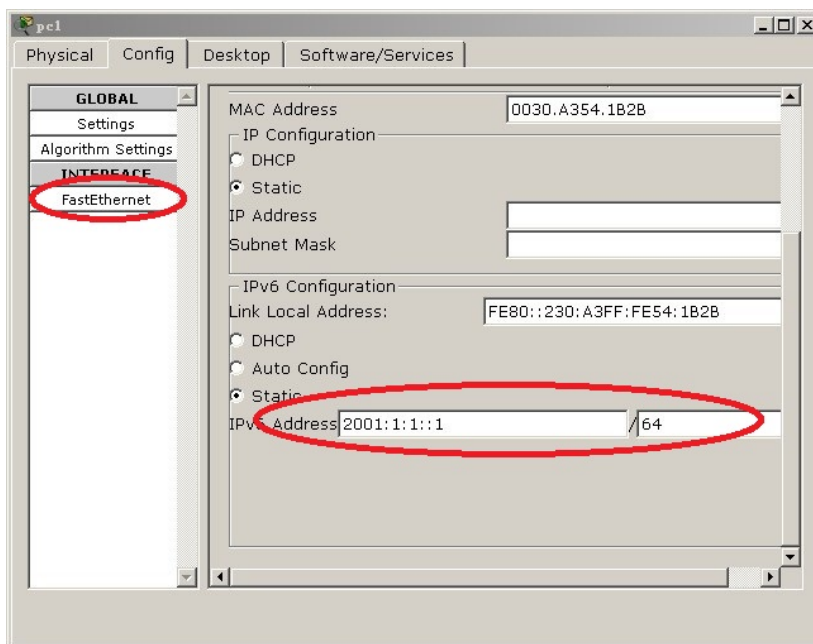 pc1
Physical Config Desktop Software/Services
GLOBAL
Settings
Algorithm Settings
INTERFACE
FastEthernet
MAC Address 0030.A354.1B2B
IP Configuration
DHCP
Static
IP Address
Subnet Mask
IPv6 Configuration
Link Local Address: FE80::230:A3FF:FE54:1B2B
DHCP
Auto Config
Static
IPv6 Address 2001:1:1::1 / 64